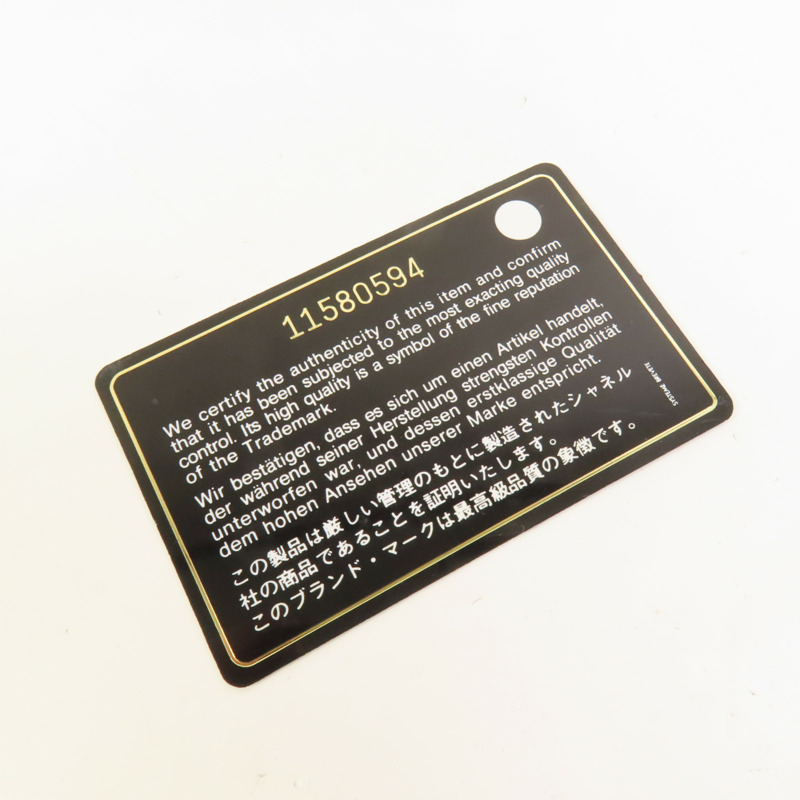 11580594
We certify the authenticity of this item and confirm
that it has been subjected to the most exacting quality
control. Its high quality is a symbol of the fine reputation
of the Trademark.
Wir bestätigen, dass es sich um einen Artikel handelt,
der während seiner Herstellung strengsten Kontrollen
unterworfen war, und dessen erstklassige Qualität
dem hohen Ansehen unserer Marke entspricht.
この製品は厳しい管理のもとに製造されたシャネル
社の商品であることを証明いたします。
このブランド・マークは最高級品質の象徴です。
SYSTEME BREVETE